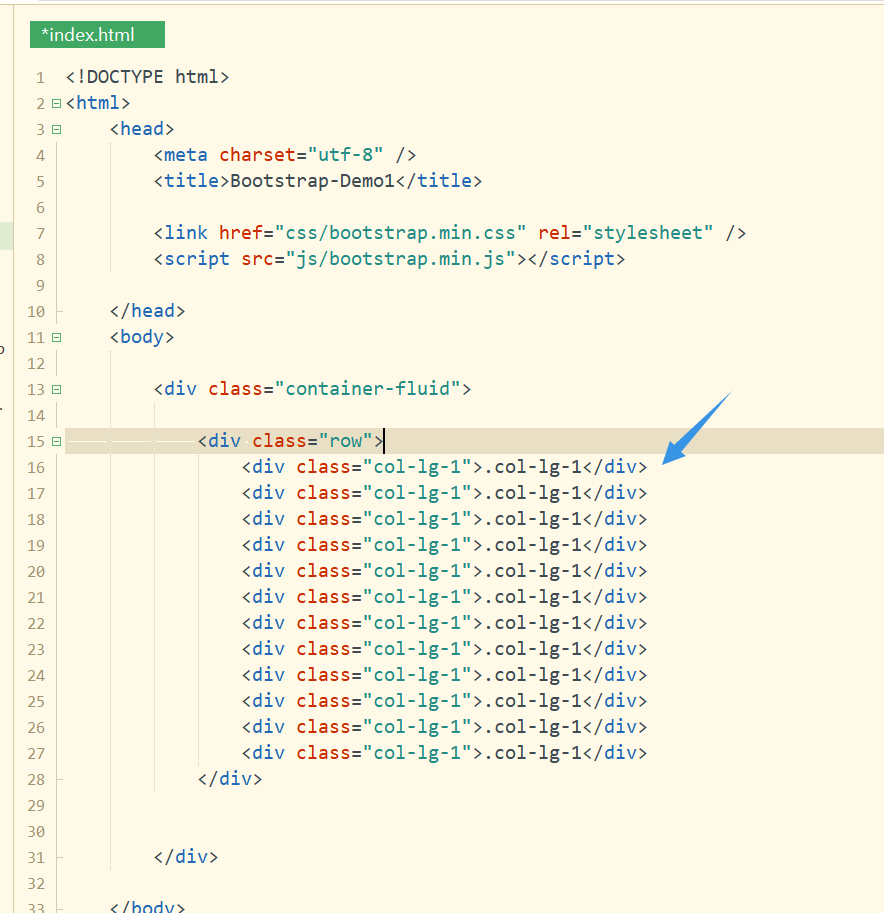 *index.html
1 <!DOCTYPE html>
2 <html>
3 <head>
4 <meta charset="utf-8" />
5 <title>Bootstrap-Demo1</title>
6
7 <link href="css/bootstrap.min.css" rel="stylesheet" />
8 <script src="js/bootstrap.min.js"></script>
9
10 </head>
11 <body>
12
13 <div class="container-fluid">
14
15 <div class="row">
16 <div class="col-lg-1">.col-lg-1</div>
17 <div class="col-lg-1">.col-lg-1</div>
18 <div class="col-lg-1">.col-lg-1</div>
19 <div class="col-lg-1">.col-lg-1</div>
20 <div class="col-lg-1">.col-lg-1</div>
21 <div class="col-lg-1">.col-lg-1</div>
22 <div class="col-lg-1">.col-lg-1</div>
23 <div class="col-lg-1">.col-lg-1</div>
24 <div class="col-lg-1">.col-lg-1</div>
25 <div class="col-lg-1">.col-lg-1</div>
26 <div class="col-lg-1">.col-lg-1</div>
27 <div class="col-lg-1">.col-lg-1</div>
28 </div>
29
30
31 </div>
32
33 </body>